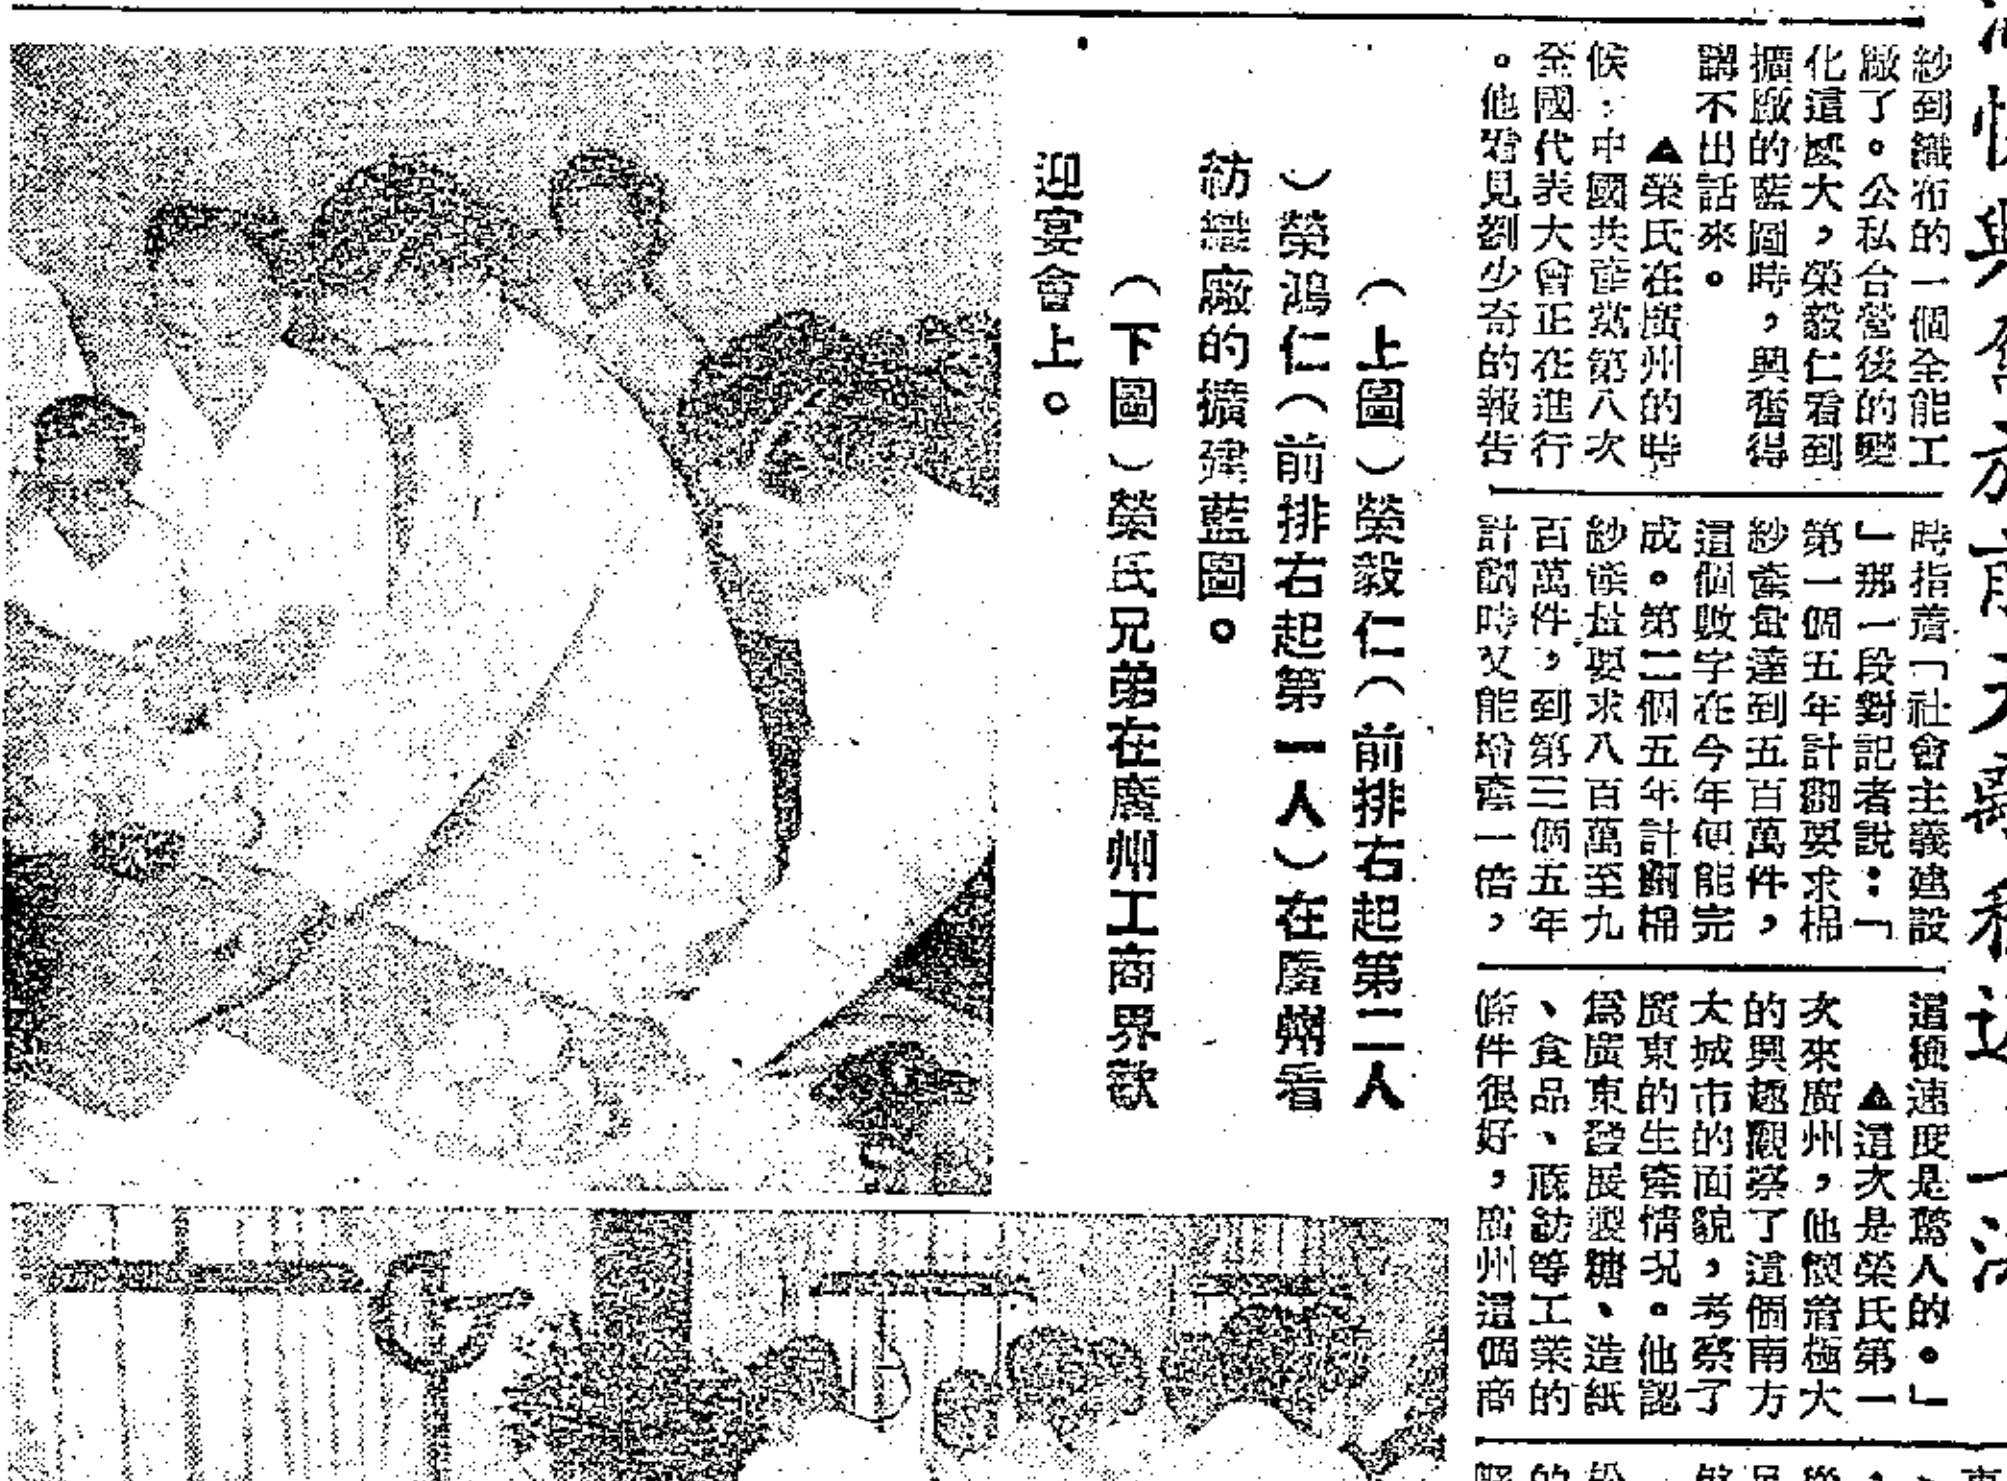 紗到織布的一個全能工
廠了。公私合營後的變
化這麼大，榮毅仁看到
擴廠的藍圖時，興奮得
講不出話來。
▲榮氏在廣州的時
候，中國共產黨第八次
全國代表大會正在進行
。他看見劉少奇的報告
時指着「社會主義建設
」那一段對記者說：「
第一個五年計劃要求棉
紗產量達到五百萬件，
這個數字在今年便能完
成。第二個五年計劃棉
紗產量要求八百萬至九
百萬件，到第三個五年
計劃時又能增產一倍，
這種速度是驚人的。」
▲這次是榮氏第一
次來廣州，他懷着極大
的興趣觀察了這個南方
大城市的面貌，考察了
廣東的生產情況。他認
為廣東發展製糖、造紙
、食品、蔴紡等工業的
條件很好，廣州這個商
（上圖）榮毅仁（前排右起第二人
）榮鴻仁（前排右起第一人）在廣州看
紡織廠的擴建藍圖。
（下圖）榮氏兄弟在廣州工商界歡
迎宴會上。